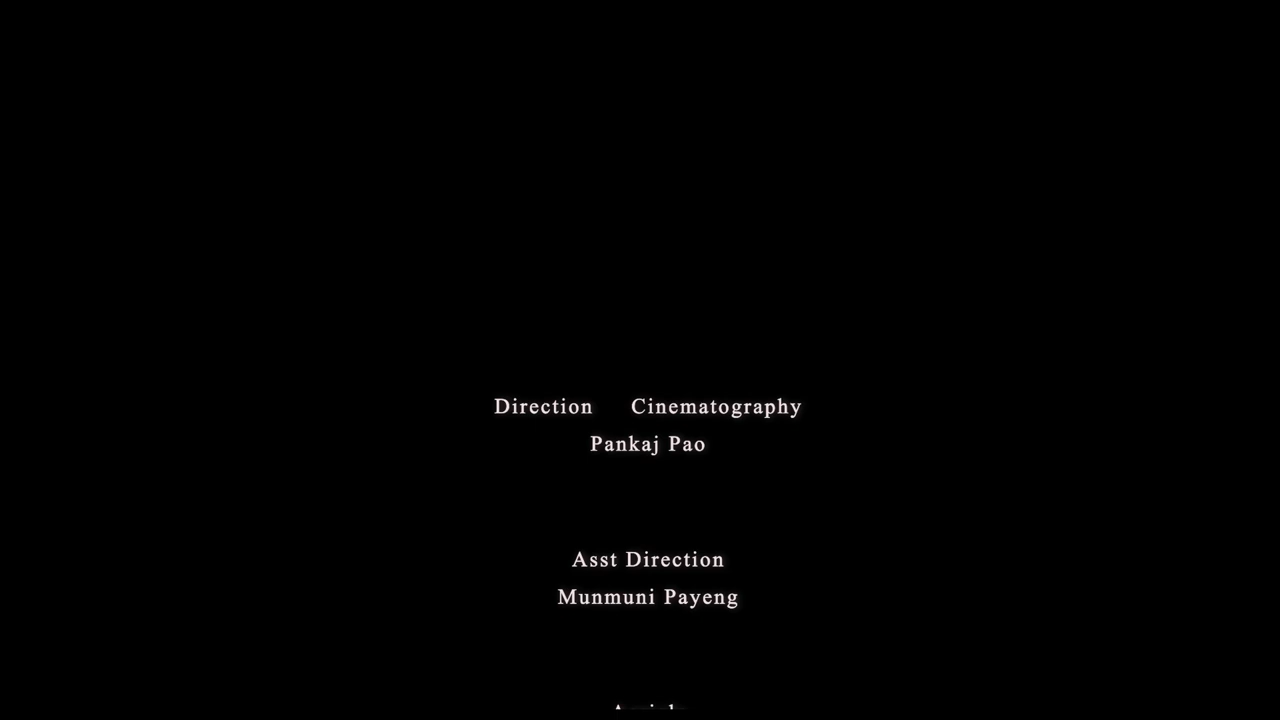 Direction Cinematography
Pankaj Pao
Asst Direction
Munmuni Payeng